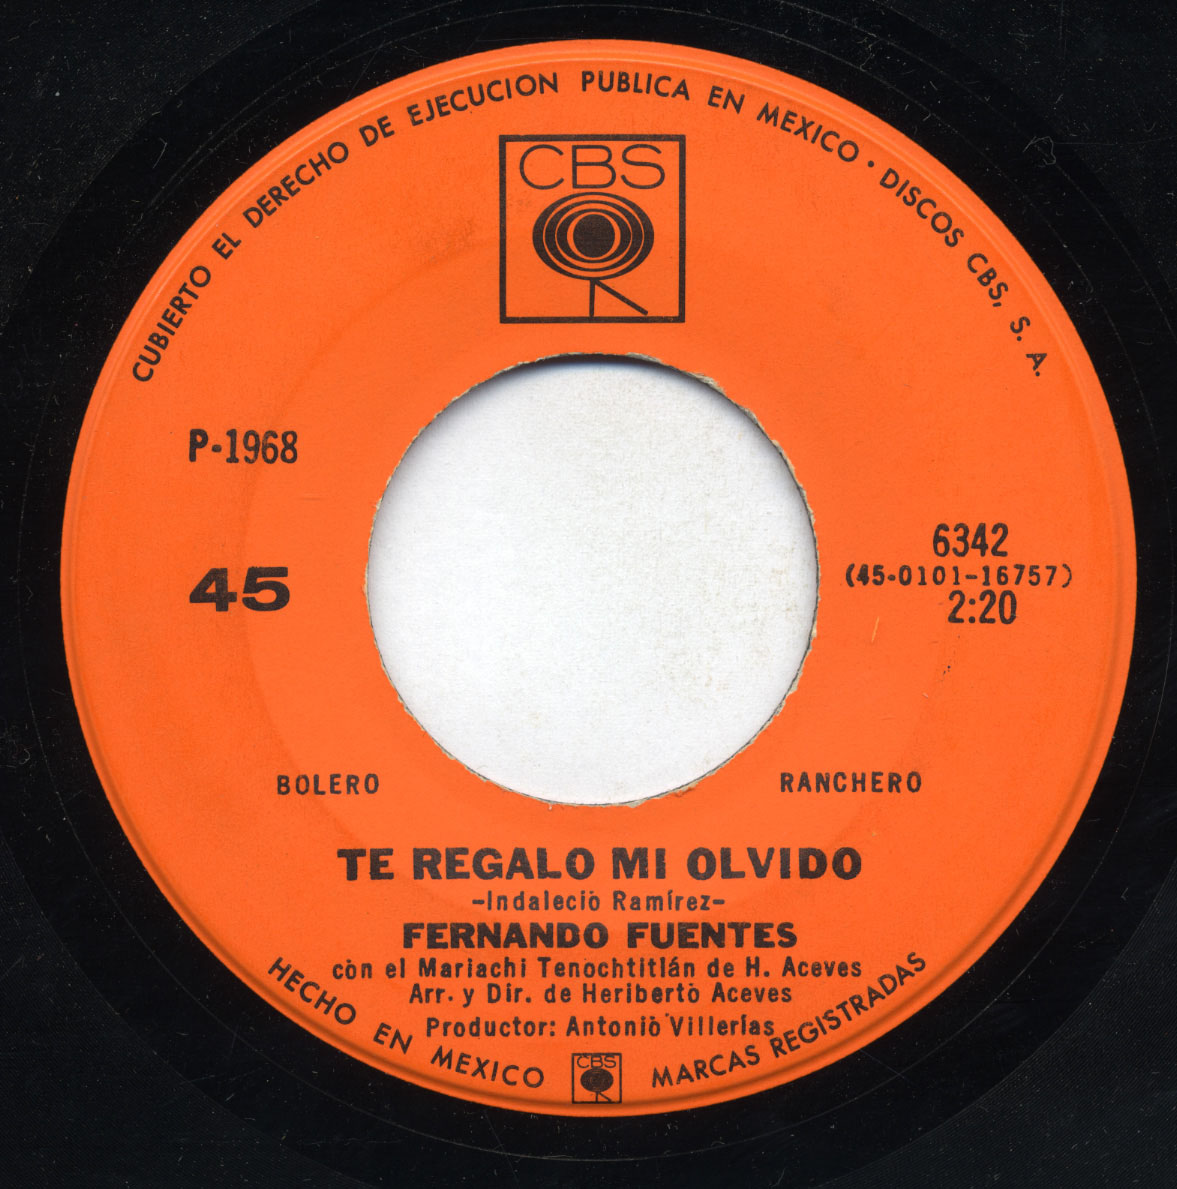 CUBIERTO EL DERECHO DE EJECUCION PUBLICA EN MEXICO · DISCOS CBS, S. A.
CBS
P-1968
45
6342
(45-0101-16757)
2:20
BOLERO
RANCHERO
TE REGALO MI OLVIDO
-Indaleciò Ramírez-
FERNANDO FUENTES
còn el Mariachi Tenochtitlán de H. Aceves
Arr. y Dir. de Heribertò Aceves
Productor: Antoniò Villerías
HECHO EN MEXICO
CBS
MARCAS REGISTRADAS